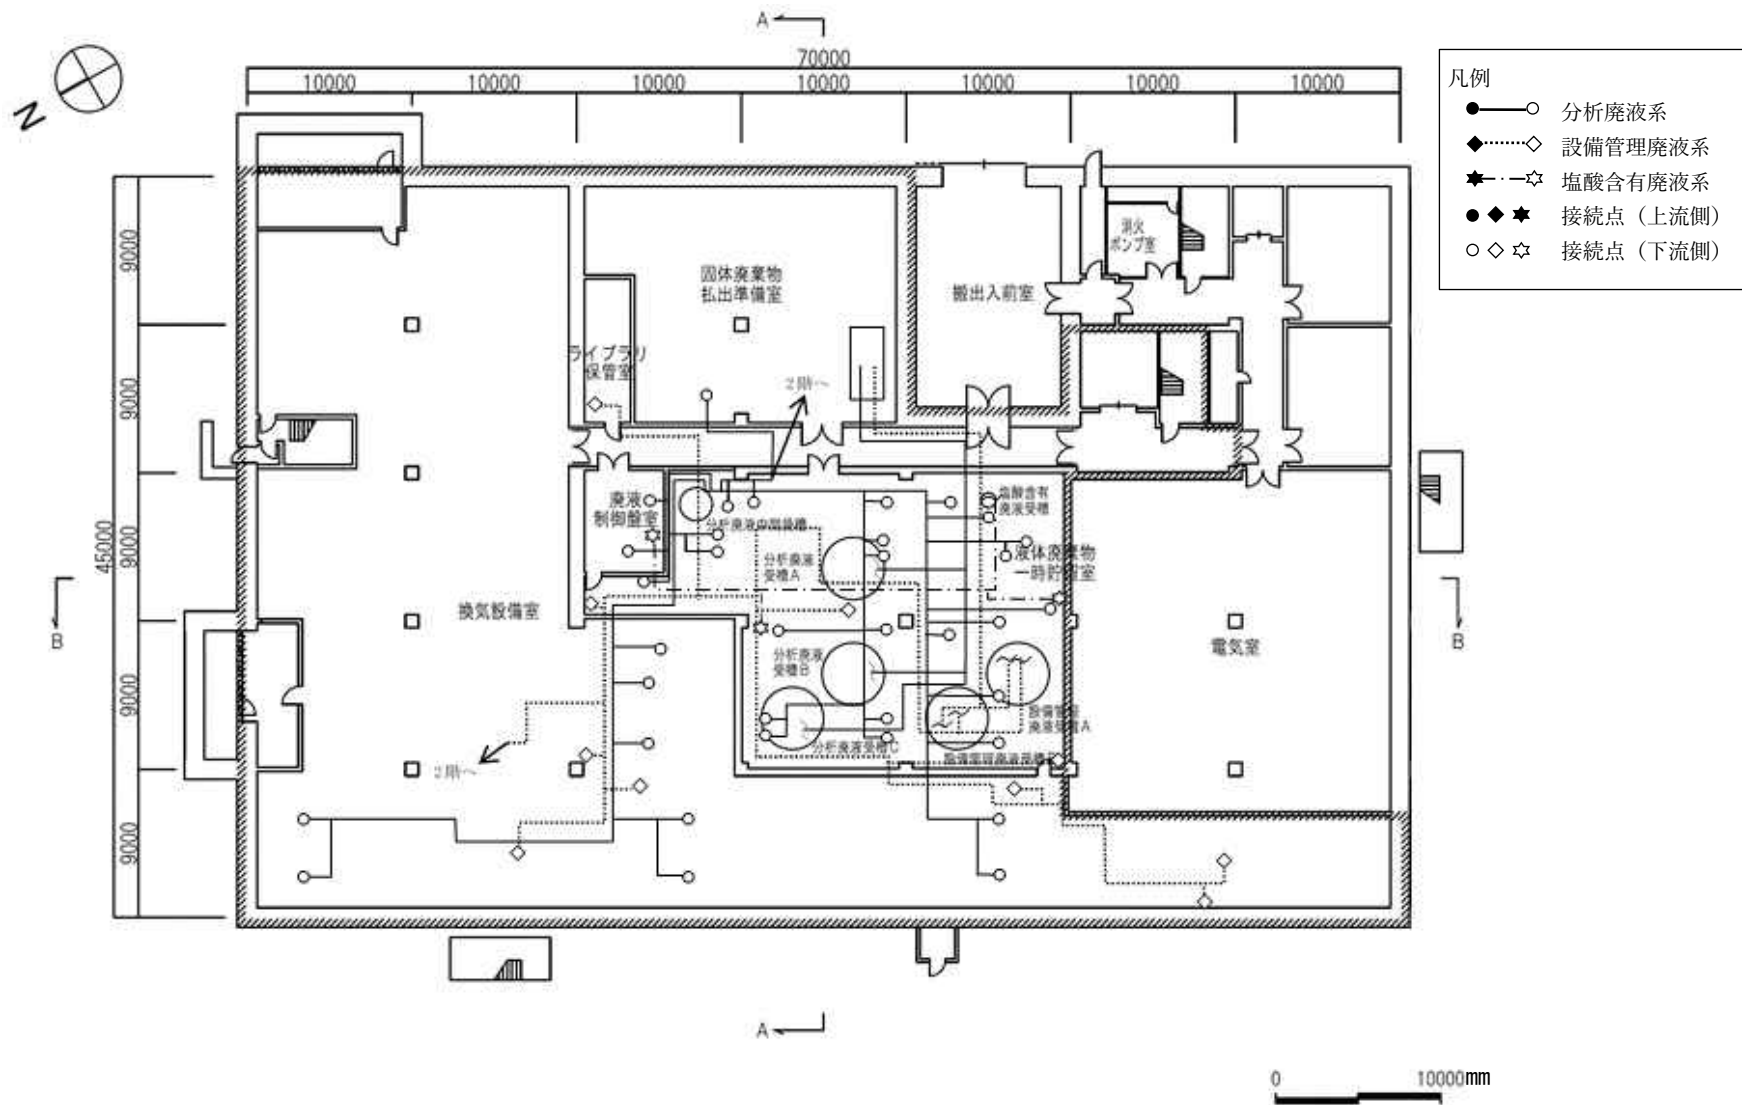 A
70000
10000
10000
10000
10000
10000
10000
10000
N
凡例
分析廃液系
設備管理廃液系
塩酸含有廃液系
接続点（上流側）
接続点（下流側）
9000
9000
9000
9000
9000
45000
消火
ポンプ室
固体廃棄物
払出準備室
搬出入前室
ライブラリ
保管室
2階へ
廃液
制御盤室
分析廃液中間貯槽
塩酸含有
廃液受槽
分析廃液
受槽A
液体廃棄物
一時貯留室
換気設備室
電気室
B
B
分析廃液
受槽B
設備管理
廃液受槽A
分析廃液受槽C
設備管理廃液受槽B
2階へ
A
0
10000mm